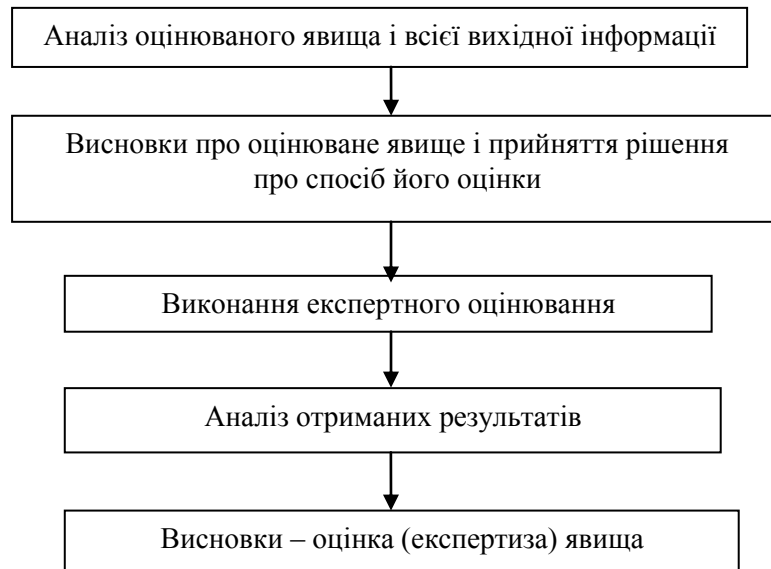 Аналіз оцінюваного явища і всієї вихідної інформації
Висновки про оцінюване явище і прийняття рішення
про спосіб його оцінки
Виконання експертного оцінювання
Аналіз отриманих результатів
Висновки – оцінка (експертиза) явища